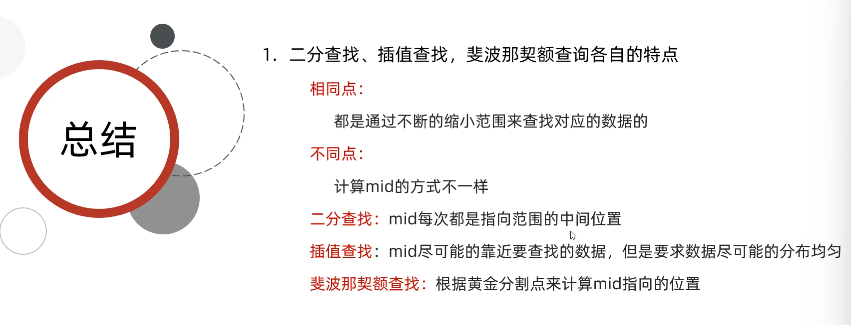 总结
1. 二分查找、插值查找，斐波那契额查询各自的特点
相同点：
都是通过不断的缩小范围来查找对应的数据的
不同点：
计算mid的方式不一样
二分查找：mid每次都是指向范围的中间位置
插值查找：mid尽可能的靠近要查找的数据，但是要求数据尽可能的分布均匀
斐波那契额查找：根据黄金分割点来计算mid指向的位置